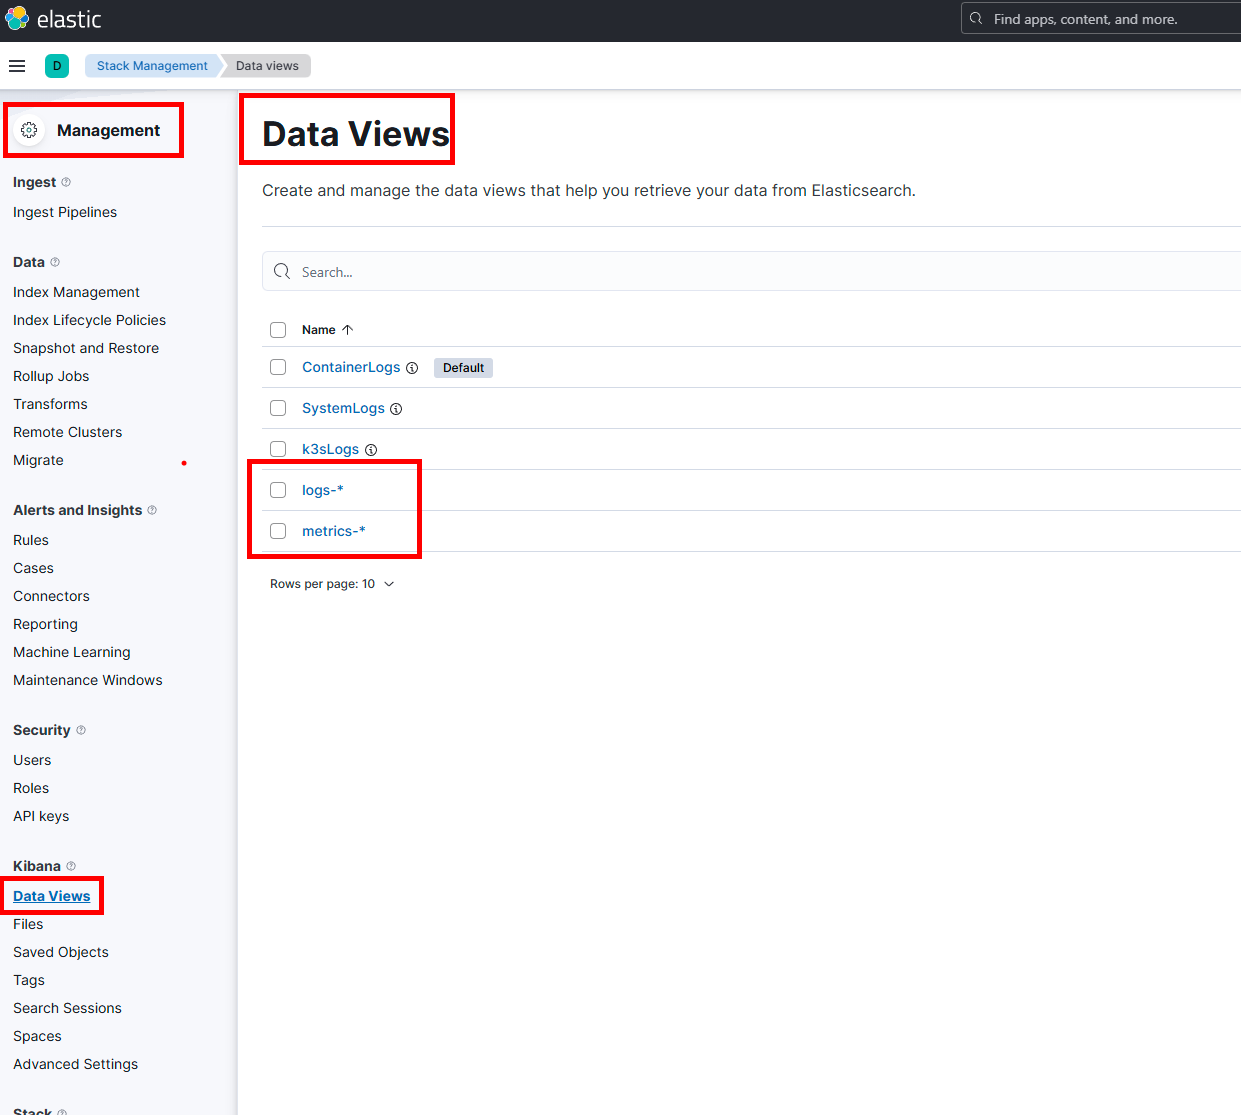 elastic
Find apps, content, and more.
D
Stack Management
Data views
Management
Ingest
Ingest Pipelines
Data
Index Management
Index Lifecycle Policies
Snapshot and Restore
Rollup Jobs
Transforms
Remote Clusters
Migrate
Alerts and Insights
Rules
Cases
Connectors
Reporting
Machine Learning
Maintenance Windows
Security
Users
Roles
API keys
Kibana
Data Views
Files
Saved Objects
Tags
Search Sessions
Spaces
Advanced Settings
Stack
Data Views
Create and manage the data views that help you retrieve your data from Elasticsearch.
Search...
Name
ContainerLogs Default
SystemLogs
k3sLogs
logs-*
metrics-*
Rows per page: 10